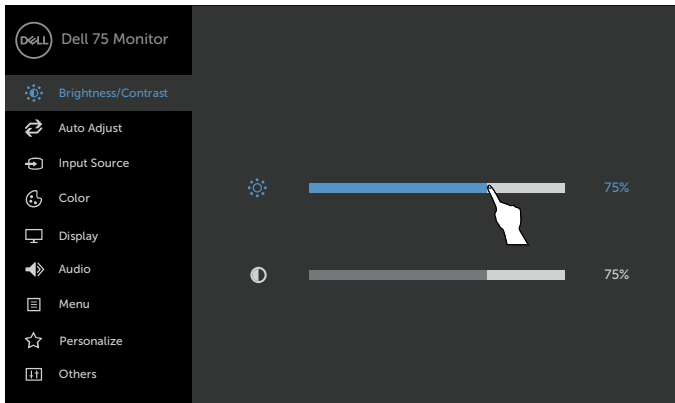 DELL Dell 75 Monitor
Brightness/Contrast
Auto Adjust
Input Source
75%
Color
Display
Audio
75%
Menu
Personalize
Others